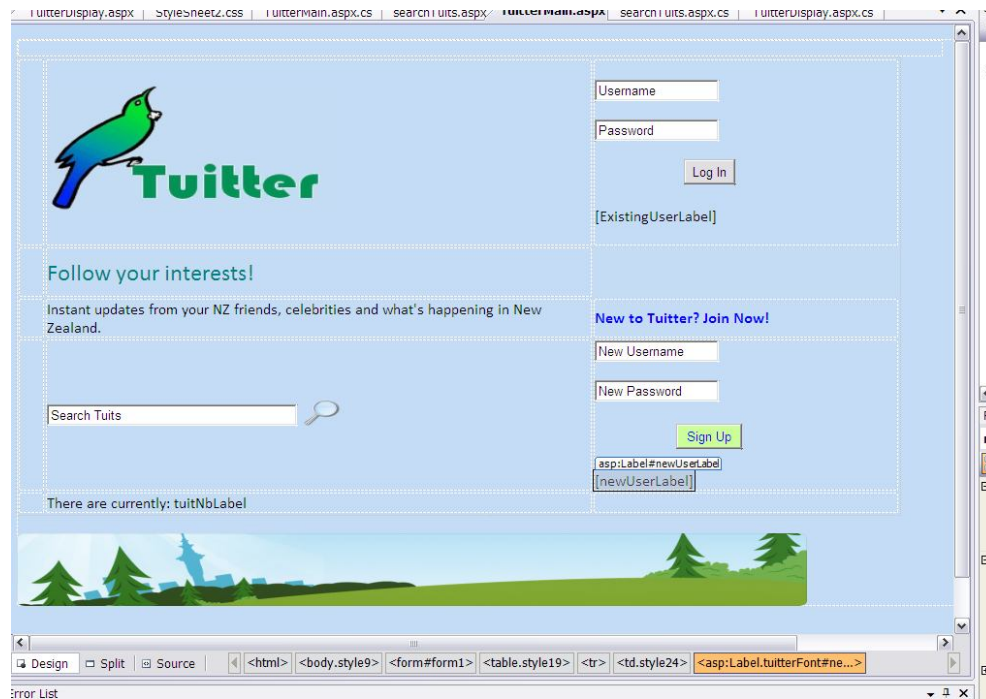 TuitterDisplay.aspx StyleSheet2.css TuitterMain.aspx.cs searchTuits.aspx TuitterMain.aspx searchTuits.aspx.cs TuitterDisplay.aspx.cs
Username
Password
Tuitter
Log In
[ExistingUserLabel]
Follow your interests!
Instant updates from your NZ friends, celebrities and what's happening in New
Zealand.
New to Tuitter? Join Now!
New Username
New Password
Search Tuits
Sign Up
asp:Label#newUserLabel
[newUserLabel]
There are currently: tuitNbLabel
Design Split Source <html> <body.style9> <form#form1> <table.style19> <tr> <td.style24> <asp:Label.tuitterFont#ne...>
Error List